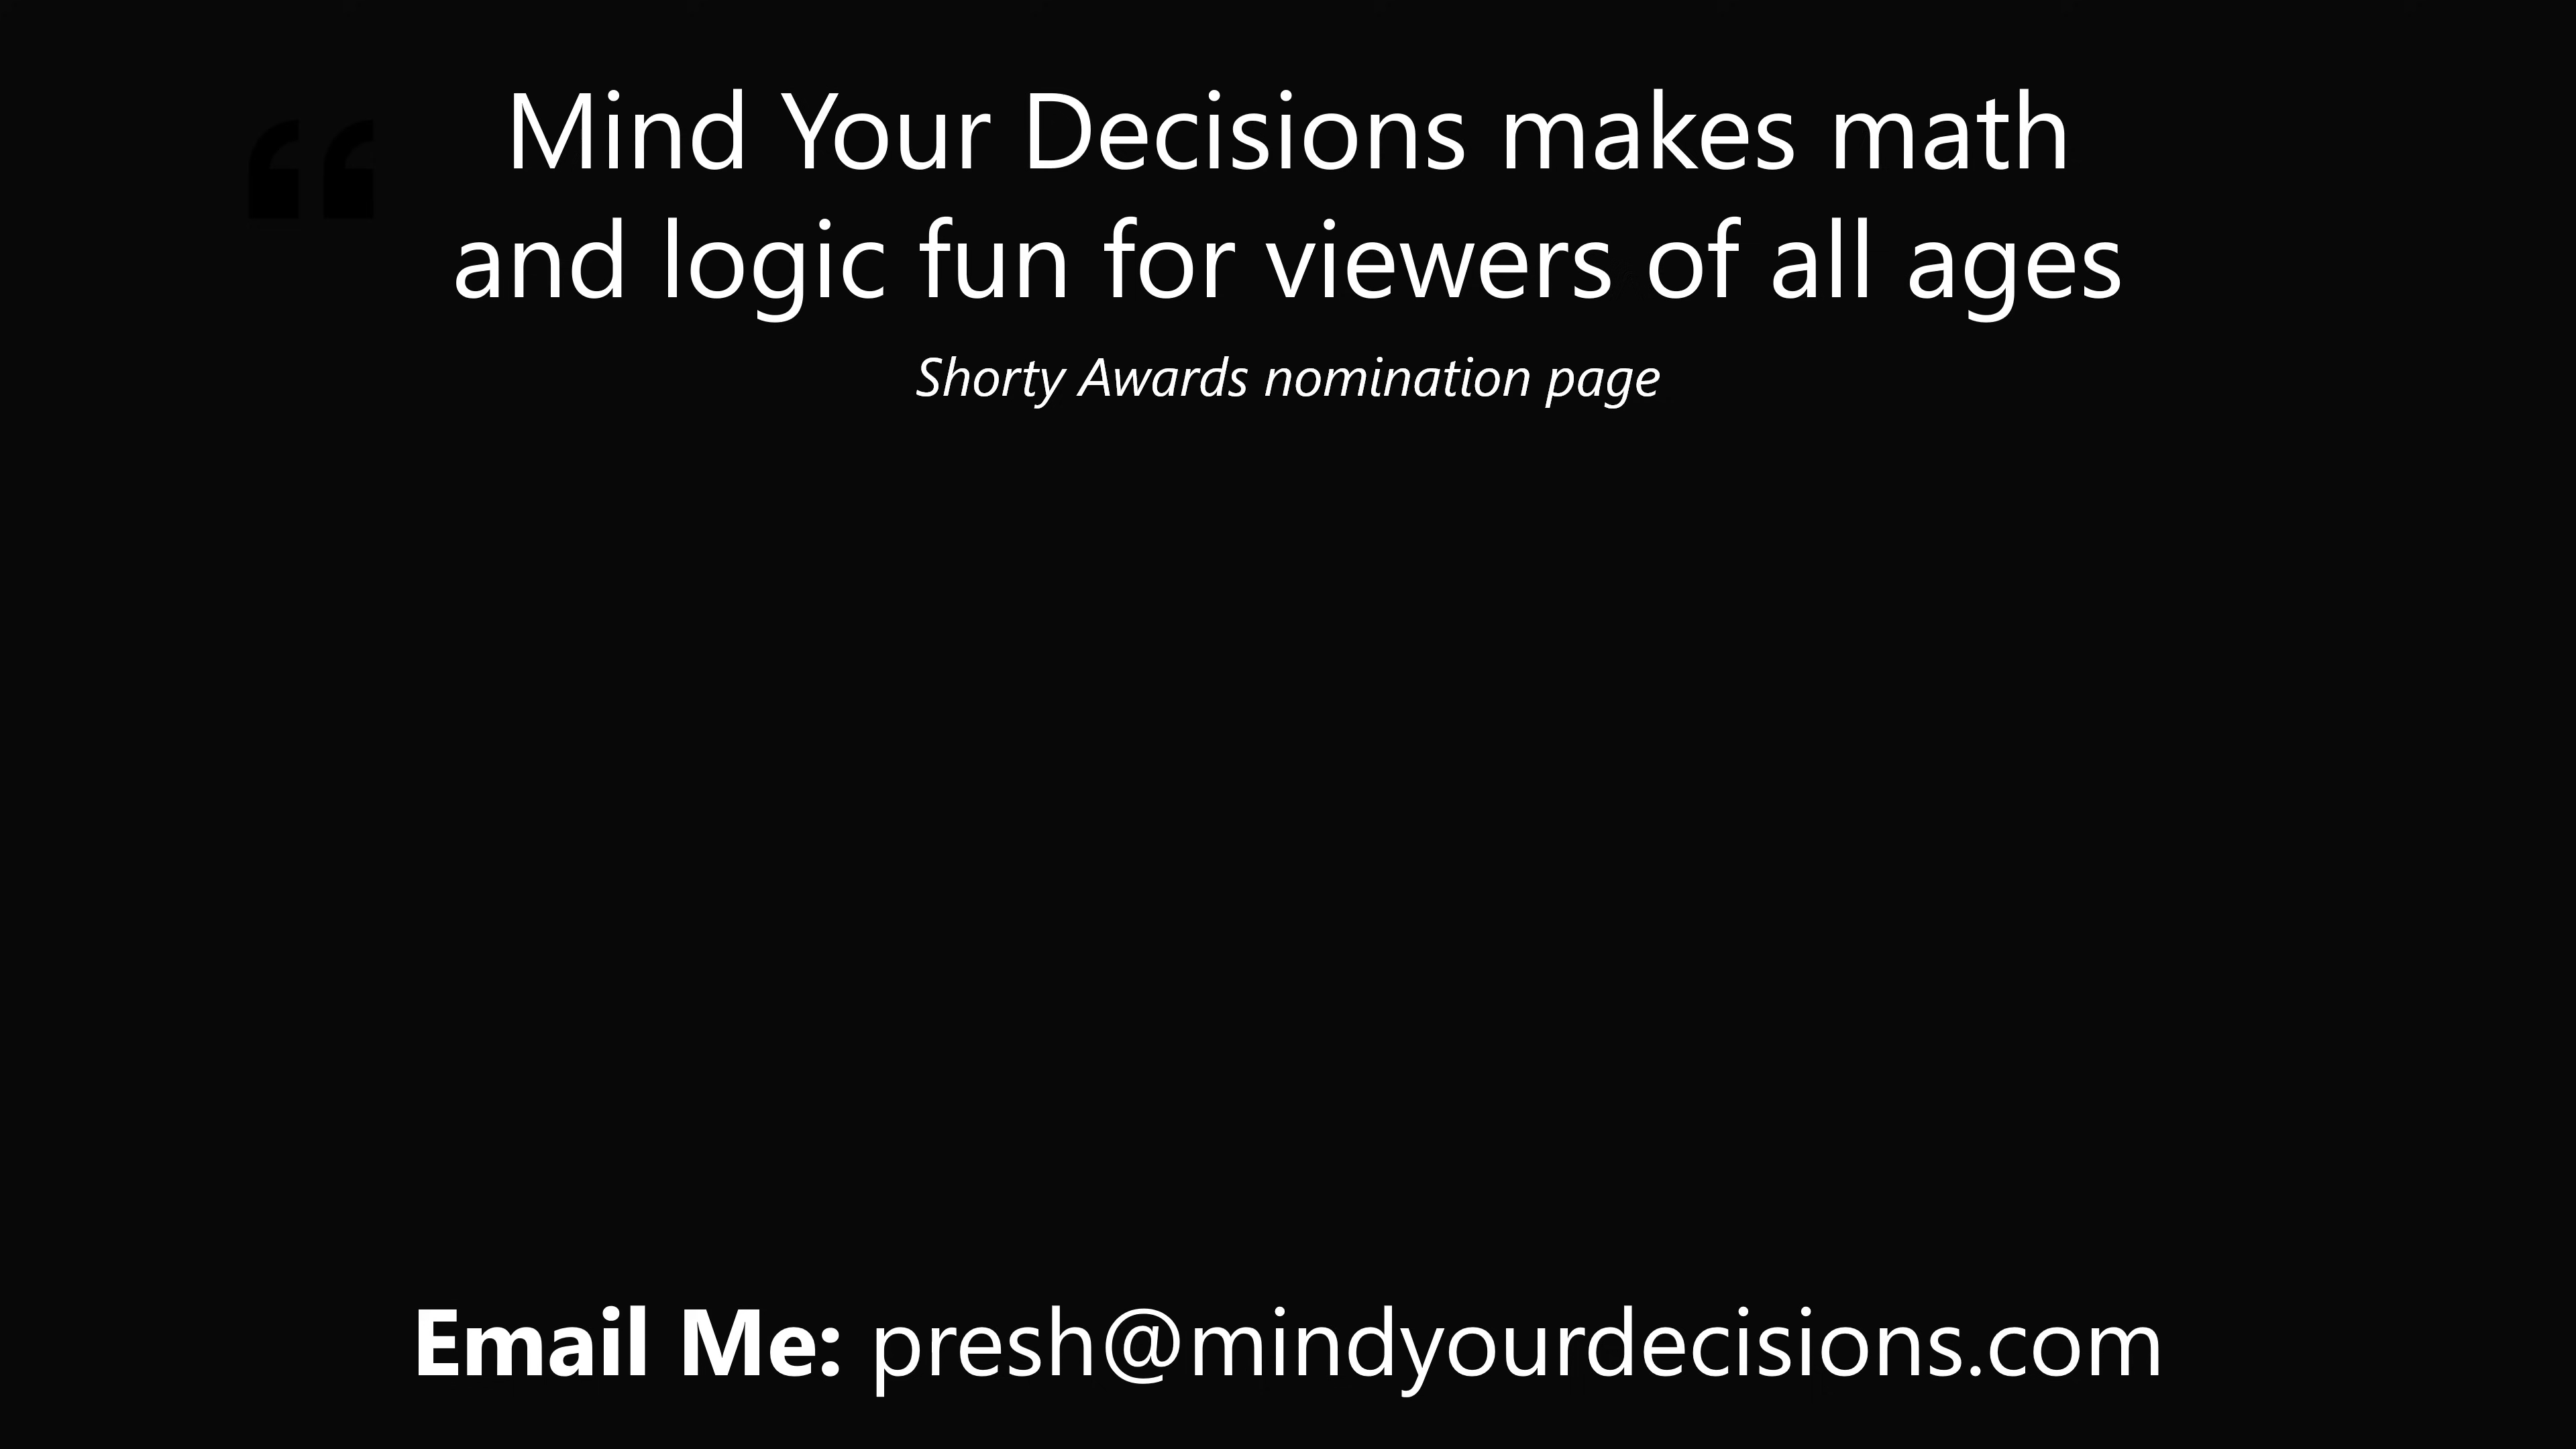 “
Mind Your Decisions makes math
and logic fun for viewers of all ages
Shorty Awards nomination page
Email Me: presh@mindyourdecisions.com